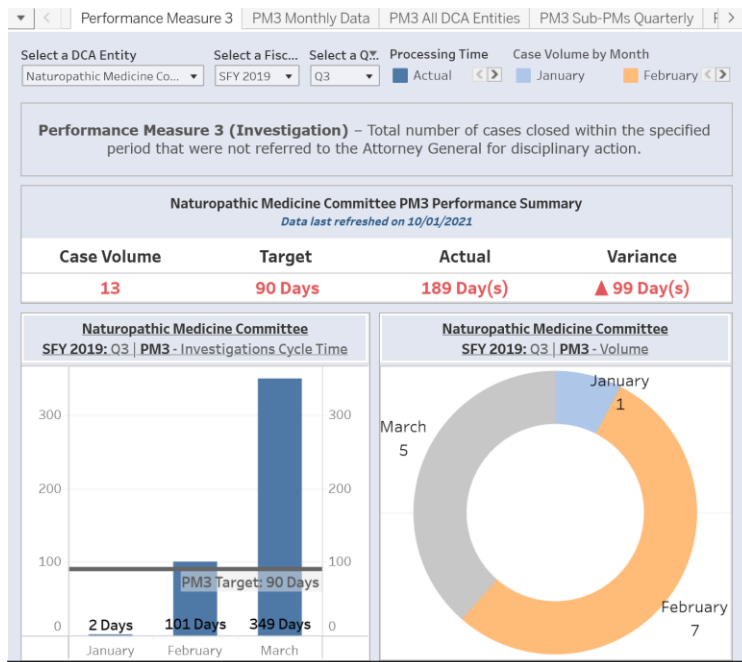 Performance Measure 3
PM3 Monthly Data
PM3 All DCA Entities
PM3 Sub-PMs Quarterly
Select a DCA Entity
Select a Fisc...
Select a Q...
Processing Time
Case Volume by Month
Naturopathic Medicine Co...
SFY 2019
Q3
Actual
January
February
Performance Measure 3 (Investigation) – Total number of cases closed within the specified
period that were not referred to the Attorney General for disciplinary action.
Naturopathic Medicine Committee PM3 Performance Summary
Data last refreshed on 10/01/2021
Case Volume Target Actual Variance
13 90 Days 189 Day(s) ▲ 99 Day(s)
Naturopathic Medicine Committee
SFY 2019: Q3 | PM3 - Investigations Cycle Time
300 300
200 200
100 100
PM3 Target: 90 Days
0 2 Days 101 Days 349 Days 0
January February March
Naturopathic Medicine Committee
SFY 2019: Q3 | PM3 - Volume
January
1
March
5
February
7